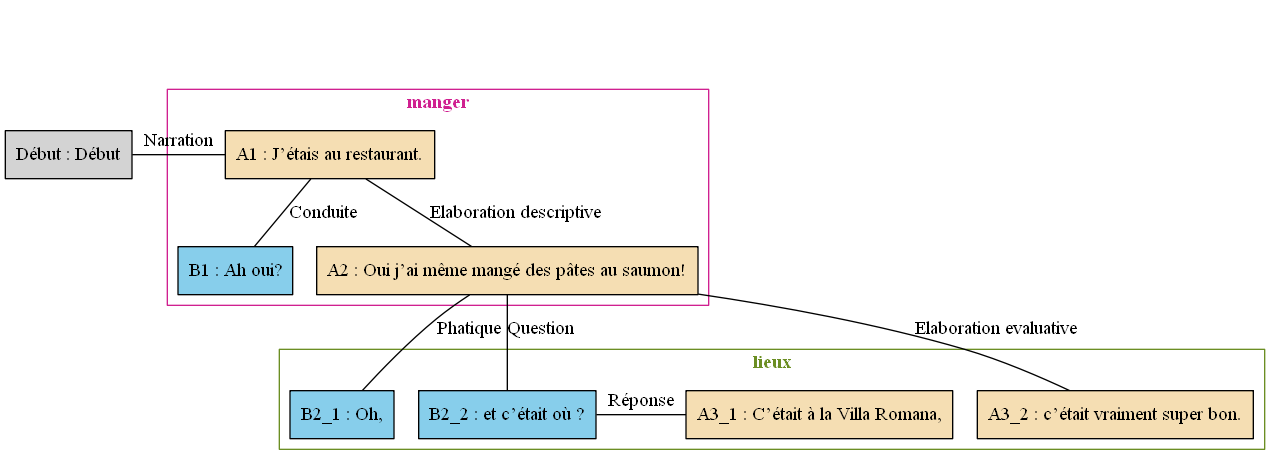 manger
Début : Début
Narration
A1 : J’étais au restaurant.
Conduite
Elaboration descriptive
B1 : Ah oui?
A2 : Oui j’ai même mangé des pâtes au saumon!
Phatique
Question
Elaboration evaluative
lieux
B2_1 : Oh,
B2_2 : et c’était où ?
Réponse
A3_1 : C’était à la Villa Romana,
A3_2 : c’était vraiment super bon.